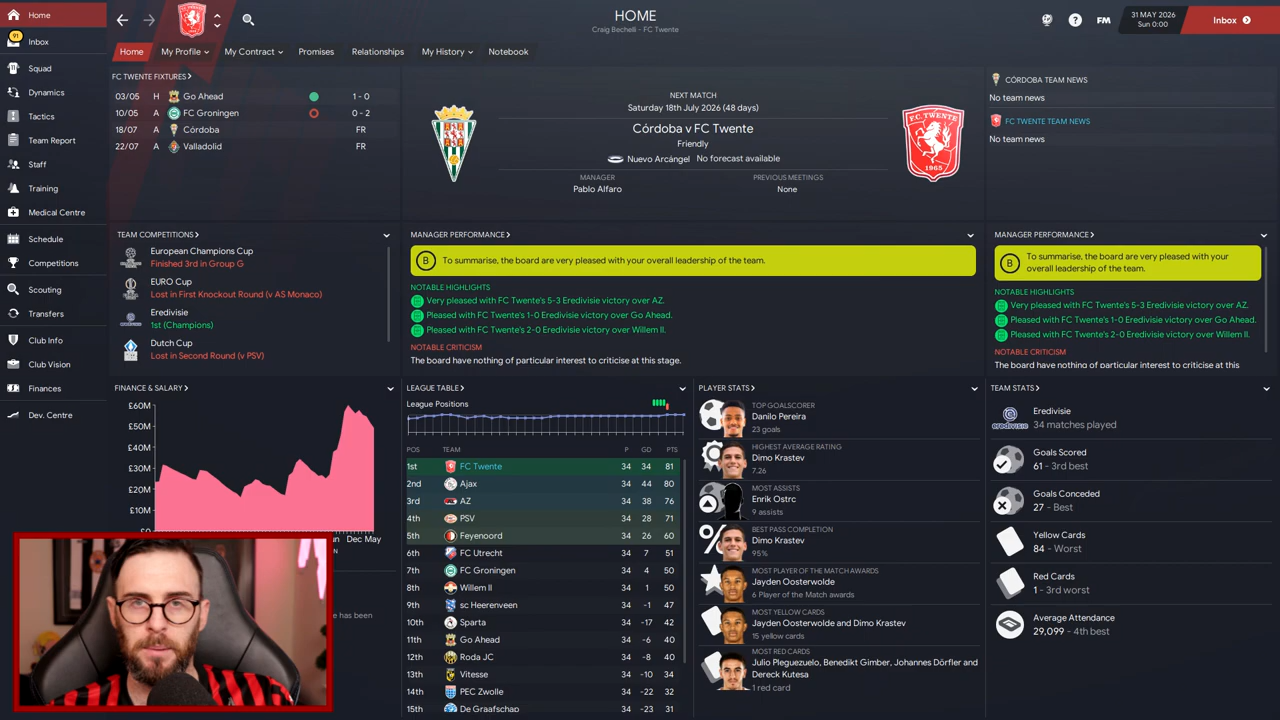 Home
91
Inbox
Squad
Dynamics
Tactics
Team Report
Staff
Training
Medical Centre
Schedule
Competitions
Scouting
Transfers
Club Info
Club Vision
Finances
Dev. Centre
HOME
Craig Bechelli - FC Twente
FM
31 MAY 2026
Sun 0:00
Inbox
Home
My Profile
My Contract
Promises
Relationships
My History
Notebook
FC TWENTE FIXTURES
03/05 H Go Ahead 1 - 0
10/05 A FC Groningen 0 - 2
18/07 A Córdoba FR
22/07 A Valladolid FR
NEXT MATCH
Saturday 18th July 2026 (48 days)
Córdoba v FC Twente
Friendly
Nuevo Arcángel No forecast available
MANAGER
Pablo Alfaro
PREVIOUS MEETINGS
None
F.C. TWENTE
1965
CÓRDOBA TEAM NEWS
No team news
FC TWENTE TEAM NEWS
No team news
TEAM COMPETITIONS
European Champions Cup
Finished 3rd in Group G
EURO Cup
Lost in First Knockout Round (v AS Monaco)
Eredivisie
1st (Champions)
Dutch Cup
Lost in Second Round (v PSV)
MANAGER PERFORMANCE
B
To summarise, the board are very pleased with your overall leadership of the team.
NOTABLE HIGHLIGHTS
Very pleased with FC Twente's 5-3 Eredivisie victory over AZ.
Pleased with FC Twente's 1-0 Eredivisie victory over Go Ahead.
Pleased with FC Twente's 2-0 Eredivisie victory over Willem II.
NOTABLE CRITICISM
The board have nothing of particular interest to criticise at this stage.
MANAGER PERFORMANCE
B
To summarise, the board are very pleased with your
overall leadership of the team.
NOTABLE HIGHLIGHTS
Very pleased with FC Twente's 5-3 Eredivisie victory over AZ.
Pleased with FC Twente's 1-0 Eredivisie victory over Go Ahead.
Pleased with FC Twente's 2-0 Eredivisie victory over Willem II.
NOTABLE CRITICISM
The board have nothing of particular interest to criticise at this
FINANCE & SALARY
£60M
£50M
£40M
£30M
£20M
£10M
£0
Dec May
e has been
LEAGUE TABLE
League Positions
POS TEAM P GD PTS
1st FC Twente 34 34 81
2nd Ajax 34 44 80
3rd AZ 34 38 76
4th PSV 34 28 71
5th Feyenoord 34 26 60
6th FC Utrecht 34 7 51
7th FC Groningen 34 4 50
8th Willem II 34 1 50
9th sc Heerenveen 34 -1 47
10th Sparta 34 -17 42
11th Go Ahead 34 -6 40
12th Roda JC 34 -8 40
13th Vitesse 34 -10 34
14th PEC Zwolle 34 -22 32
15th De Graafschap 34 -23 31
PLAYER STATS
TOP GOALSCORER
Danilo Pereira
23 goals
HIGHEST AVERAGE RATING
Dimo Krastev
7.26
MOST ASSISTS
Enrik Ostrc
9 assists
BEST PASS COMPLETION
Dimo Krastev
95%
MOST PLAYER OF THE MATCH AWARDS
Jayden Oosterwolde
6 Player of the Match awards
MOST YELLOW CARDS
Jayden Oosterwolde and Dimo Krastev
15 yellow cards
MOST RED CARDS
Julio Pleguezuelo, Benedikt Gimber, Johannes Dörfler and
Dereck Kutesa
1 red card
TEAM STATS
Eredivisie
34 matches played
Goals Scored
61 - 3rd best
Goals Conceded
27 - Best
Yellow Cards
84 - Worst
Red Cards
1 - 3rd worst
Average Attendance
29,099 - 4th best